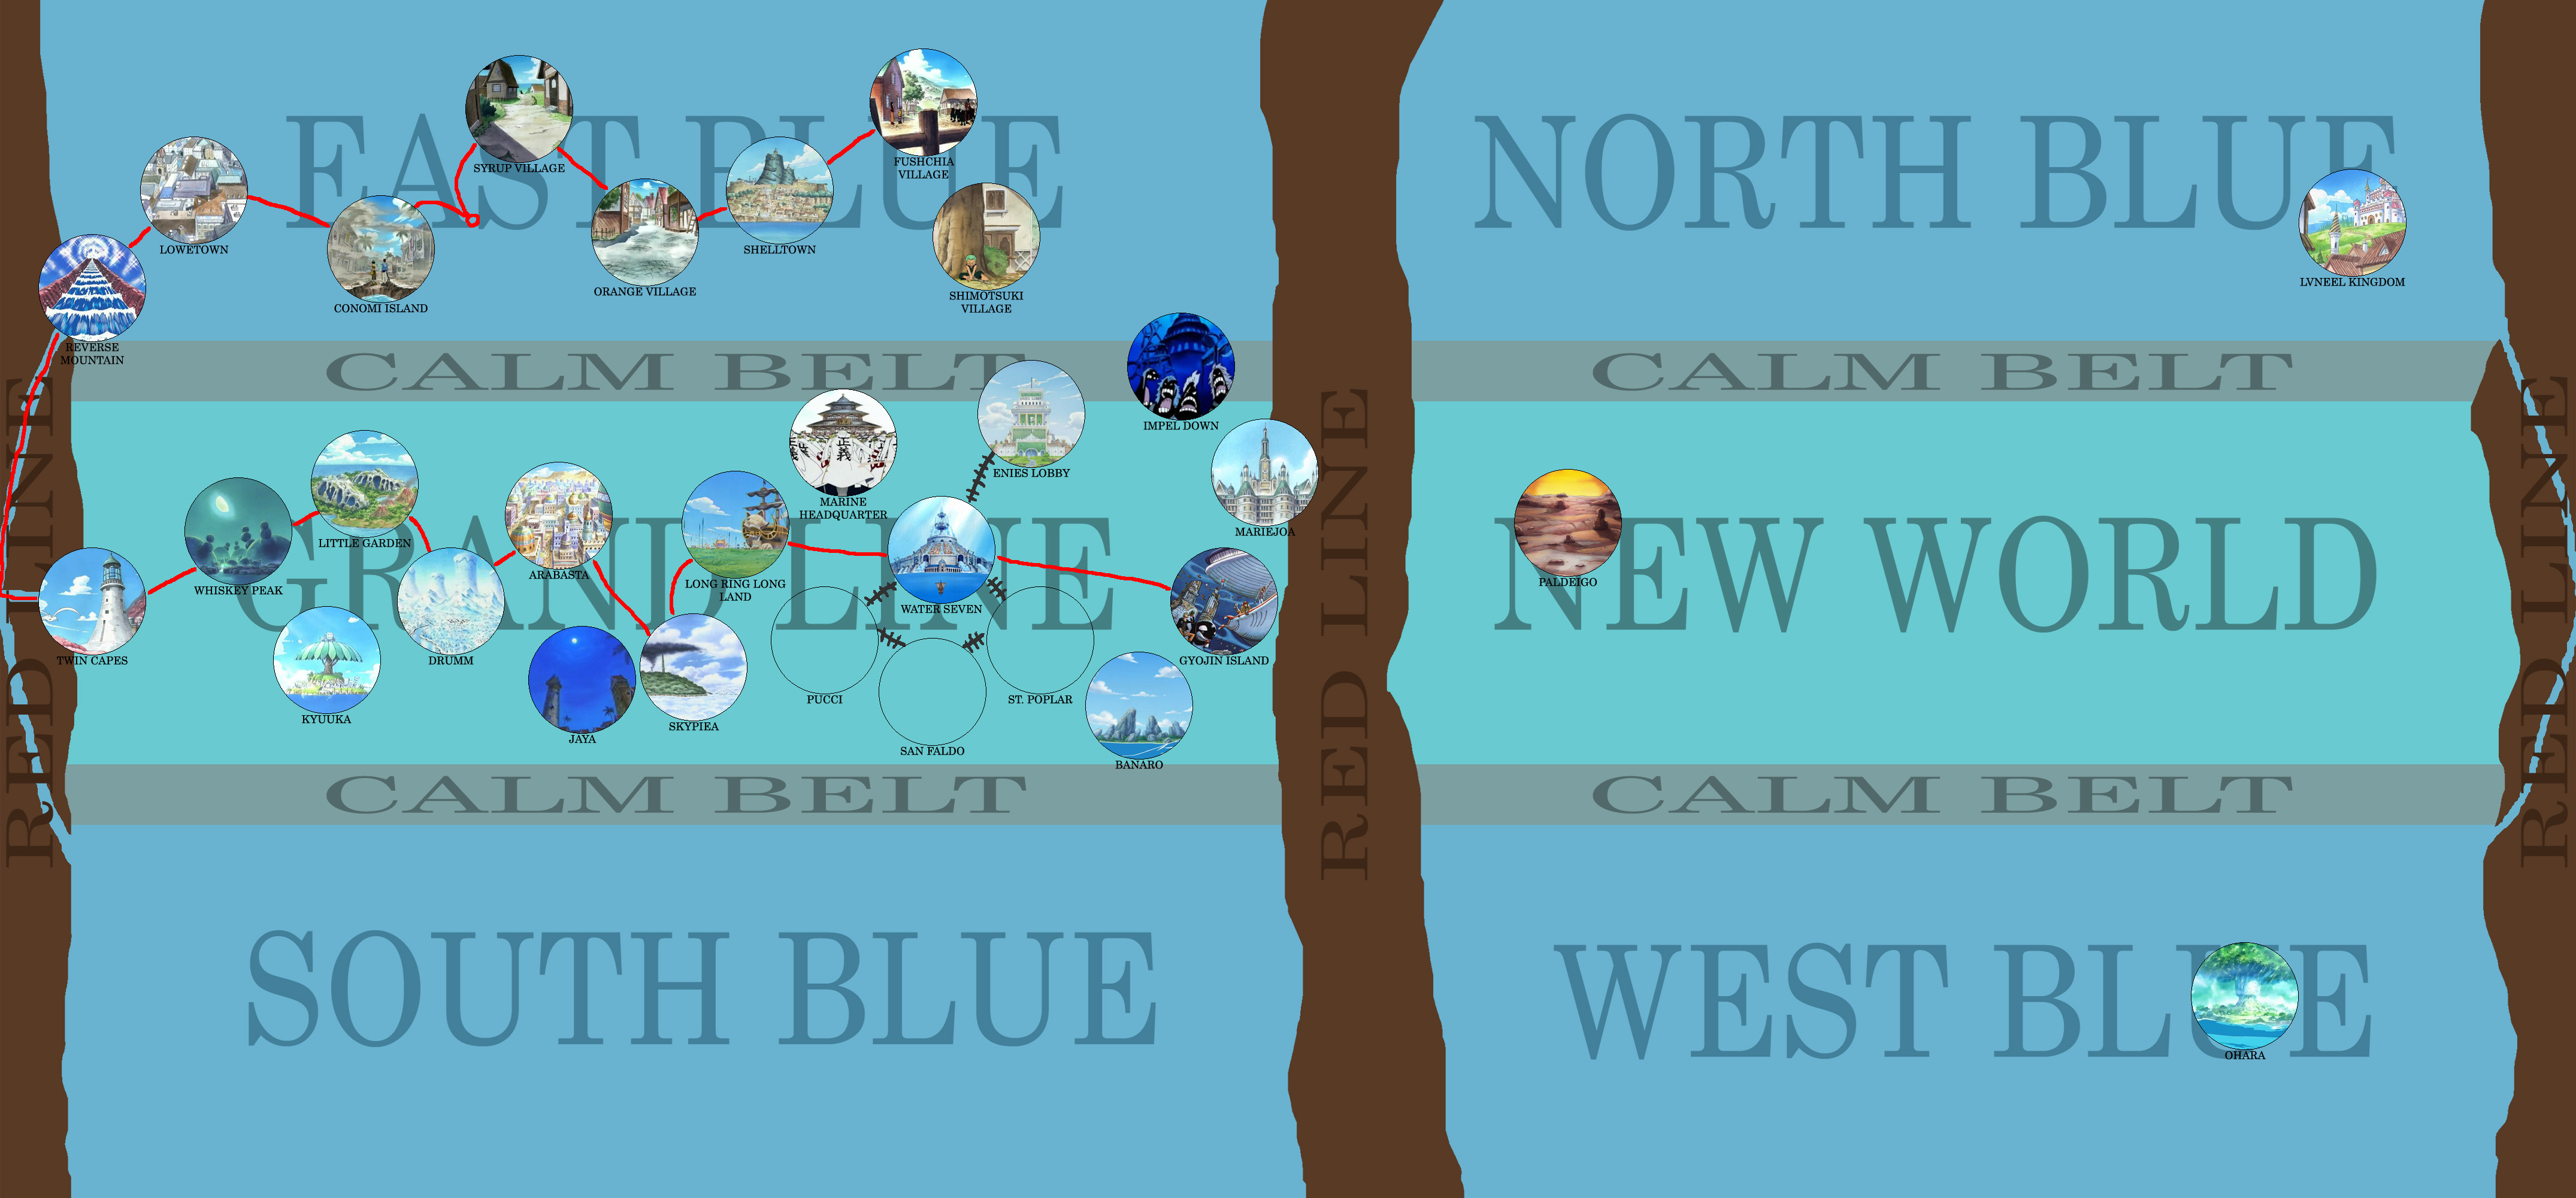 EAST BLUE
NORTH BLUE
SYRUP VILLAGE
FUSHCHIA
VILLAGE
LOWETOWN
SHELLTOWN
ORANGE VILLAGE
CONOMI ISLAND
SHIMOTSUKI
VILLAGE
LVNEEL KINGDOM
REVERSE
MOUNTAIN
CALM BELT
CALM BELT
IMPEL DOWN
ENIES LOBBY
MARINE
HEADQUARTER
MARIEJOA
RED LINE
RED LINE
RED LINE
GRAND LINE
NEW WORLD
LITTLE GARDEN
ARABASTA
LONG RING LONG
LAND
WHISKEY PEAK
WATER SEVEN
PALDEIGO
TWIN CAPES
DRUMM
GYOJIN ISLAND
KYUUKA
JAYA
SKYPIEA
PUCCI
ST. POPLAR
SAN FALDO
BANARO
CALM BELT
CALM BELT
SOUTH BLUE
WEST BLUE
OHARA